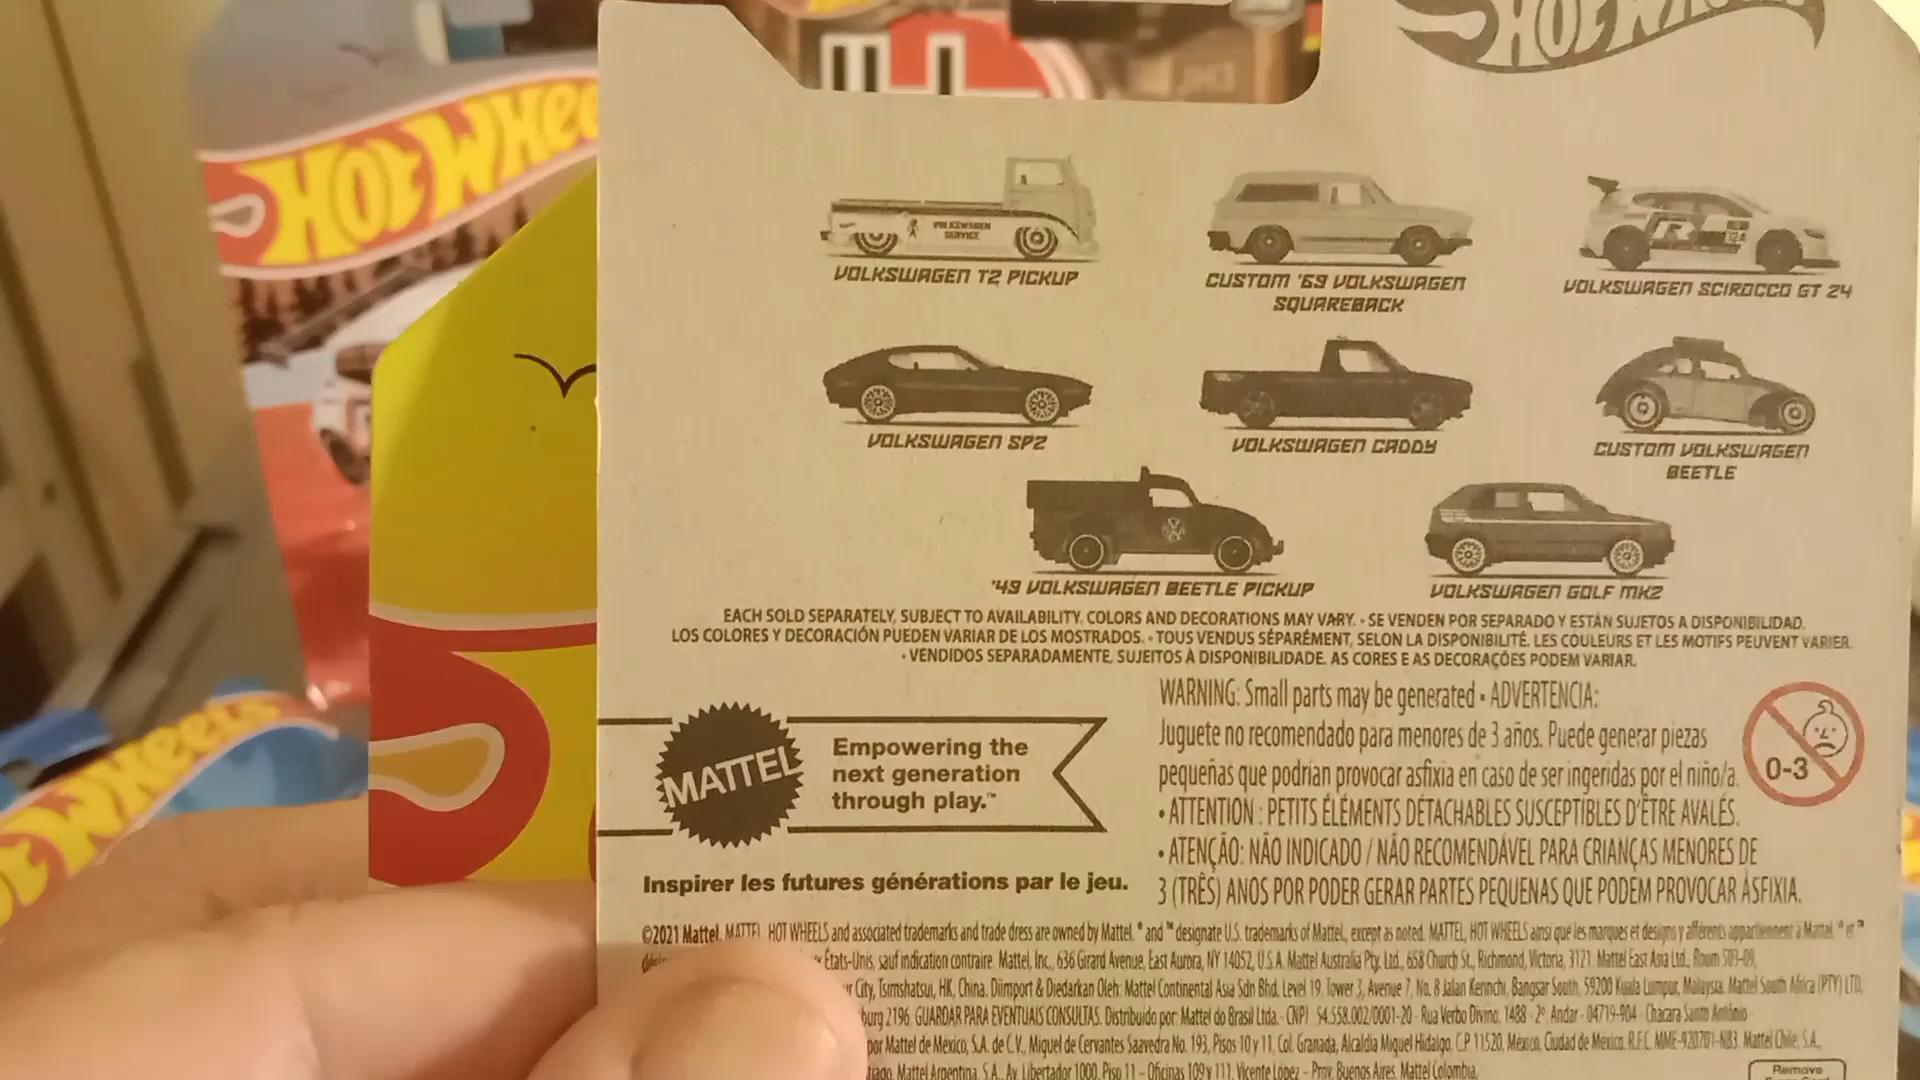 HOT WHEELS
HOT WHEE
VOLKSWAGEN
SERVICE
VOLKSWAGEN T2 PICKUP
CUSTOM '69 VOLKSWAGEN
SQUAREBACK
R
VOLKSWAGEN SCIROCCO GT 24
VOLKSWAGEN SP2
VOLKSWAGEN CADDY
CUSTOM VOLKSWAGEN
BEETLE
'49 VOLKSWAGEN BEETLE PICKUP
VOLKSWAGEN GOLF MK2
EACH SOLD SEPARATELY, SUBJECT TO AVAILABILITY. COLORS AND DECORATIONS MAY VARY. • SE VENDEN POR SEPARADO Y ESTÁN SUJETOS A DISPONIBILIDAD.
LOS COLORES Y DECORACIÓN PUEDEN VARIAR DE LOS MOSTRADOS. • TOUS VENDUS SÉPARÉMENT, SELON LA DISPONIBILITÉ. LES COULEURS ET LES MOTIFS PEUVENT VARIER.
• VENDIDOS SEPARADAMENTE, SUJEITOS À DISPONIBILIDADE. AS CORES E AS DECORAÇÕES PODEM VARIAR.
ot Wheels
MATTEL
Empowering the
next generation
through play.™
Inspirer les futures générations par le jeu.
WARNING: Small parts may be generated • ADVERTENCIA:
Juguete no recomendado para menores de 3 años. Puede generar piezas
pequeñas que podrían provocar asfixia en caso de ser ingeridas por el niño/a.
• ATTENTION : PETITS ÉLÉMENTS DÉTACHABLES SUSCEPTIBLES D'ÊTRE AVALÉS.
• ATENÇÃO: NÃO INDICADO / NÃO RECOMENDÁVEL PARA CRIANÇAS MENORES DE
3 (TRÊS) ANOS POR PODER GERAR PARTES PEQUENAS QUE PODEM PROVOCAR ASFIXIA.
0-3
©2021 Mattel. MATTEL, HOT WHEELS and associated trademarks and trade dress are owned by Mattel. ® and ™ designate U.S. trademarks of Mattel, except as noted. MATTEL, HOT WHEELS ainsi que les marques et designs y afférents appartiennent à Mattel. ® et ™
États-Unis, sauf indication contraire. Mattel, Inc., 636 Girard Avenue, East Aurora, NY 14052, U.S.A. Mattel Australia Pty. Ltd., 658 Church St., Richmond, Victoria, 3121. Mattel East Asia Ltd., Room 503-09,
City, Tsimshatsui, HK, China. Diimport & Diedarkan Oleh: Mattel Continental Asia Sdn Bhd. Level 19, Tower 3, Avenue 7, No. 8 Jalan Kerinchi, Bangsar South, 59200 Kuala Lumpur, Malaysia. Mattel South Africa (PTY) LTD,
burg 2196. GUARDAR PARA EVENTUAIS CONSULTAS. Distribuido por: Mattel do Brasil Ltda. - CNPJ : 54.558.002/0001-20 - Rua Verbo Divino, 1488 - 2º. Andar - 04719-904 - Chácara Santo Antônio -
por Mattel de México, S.A. de C.V., Miguel de Cervantes Saavedra No. 193, Pisos 10 y 11, Col. Granada, Alcaldía Miguel Hidalgo, C.P. 11520, México, Ciudad de México. R.F.C. MME-920701-NB3. Mattel Chile, S.A.,
tiago. Mattel Argentina, S.A., Av. Libertador 1000, Piso 11 - Oficinas 109 y 111, Vicente López - Prov. Buenos Aires. Mattel Colombia,
Remove